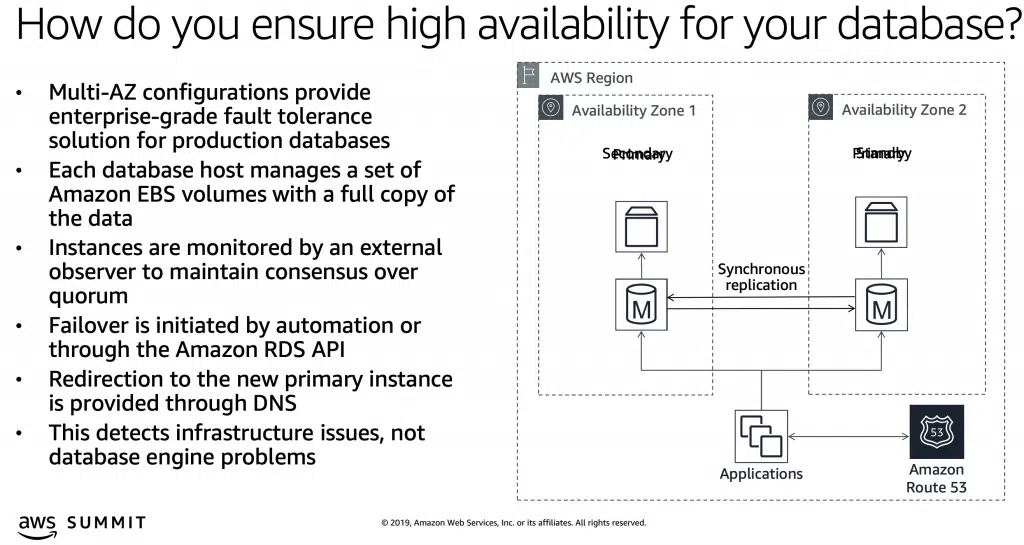 How do you ensure high availability for your database?
• Multi-AZ configurations provide
enterprise-grade fault tolerance
solution for production databases
• Each database host manages a set of
Amazon EBS volumes with a full copy of
the data
• Instances are monitored by an external
observer to maintain consensus over
quorum
• Failover is initiated by automation or
through the Amazon RDS API
• Redirection to the new primary instance
is provided through DNS
• This detects infrastructure issues, not
database engine problems
AWS Region
Availability Zone 1
Availability Zone 2
Secondary
Primary
Primary
Standby
Synchronous
replication
M
M
53
Applications
Amazon
Route 53
aws SUMMIT
© 2019, Amazon Web Services, Inc. or its affiliates. All rights reserved.